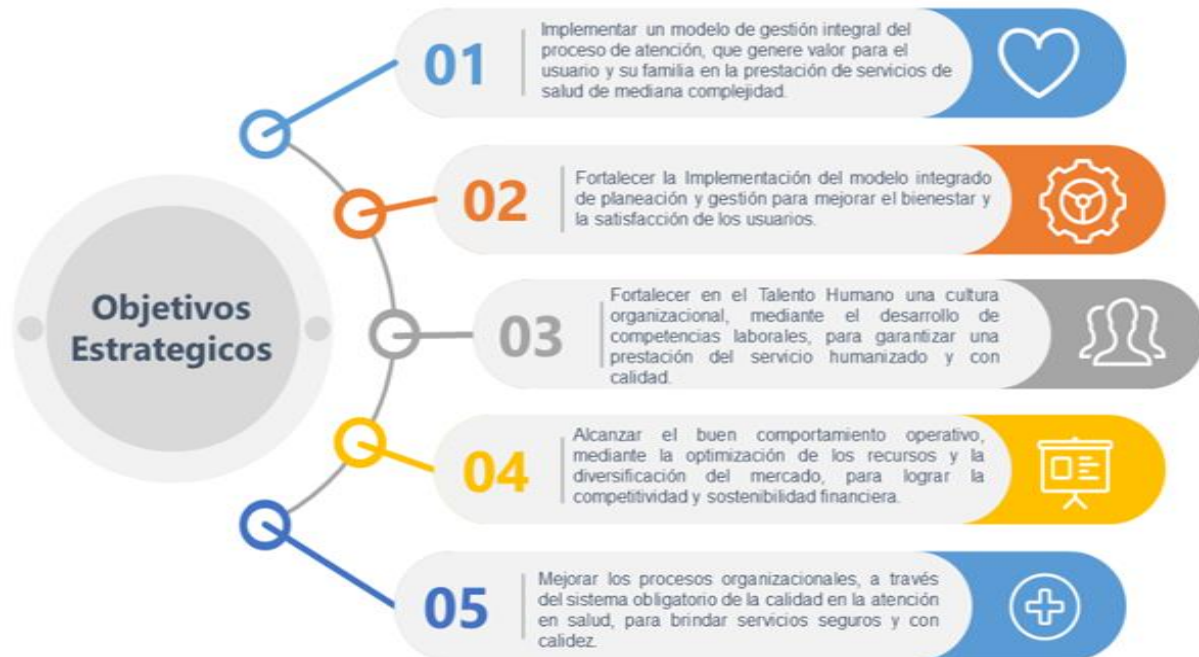 Objetivos
Estrategicos
01
Implementar un modelo de gestión integral del
proceso de atención, que genere valor para el
usuario y su familia en la prestación de servicios de
salud de mediana complejidad.
02
Fortalecer la Implementación del modelo integrado
de planeación y gestión para mejorar el bienestar y
la satisfacción de los usuarios.
03
Fortalecer en el Talento Humano una cultura
organizacional, mediante el desarrollo de
competencias laborales, para garantizar una
prestación del servicio humanizado y con
calidad.
04
Alcanzar el buen comportamiento operativo,
mediante la optimización de los recursos y la
diversificación del mercado, para lograr la
competitividad y sostenibilidad financiera.
05
Mejorar los procesos organizacionales, a través
del sistema obligatorio de la calidad en la atención
en salud, para brindar servicios seguros y con
calidez.